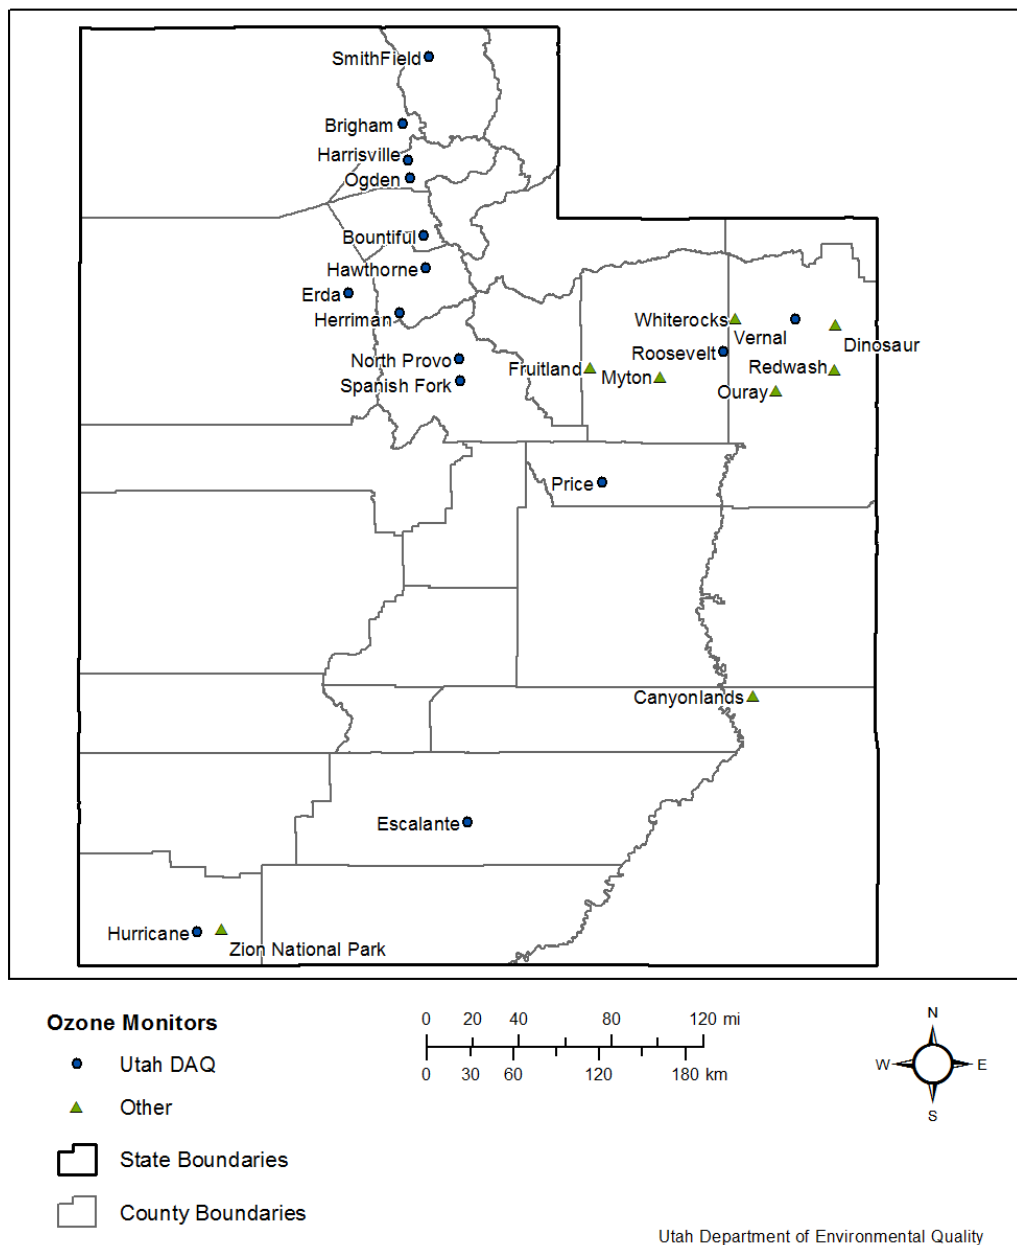 SmithField
Brigham
Harrisville
Ogden
Bountiful
Hawthorne
Erda
Herriman
Whiterocks
Vernal
Dinosaur
Roosevelt
North Provo
Fruitland
Myton
Redwash
Spanish Fork
Ouray
Price
Canyonlands
Escalante
Hurricane
Zion National Park
Ozone Monitors
Utah DAQ
Other
State Boundaries
County Boundaries
0 20 40 80 120 mi
0 30 60 120 180 km
N
W E
S
Utah Department of Environmental Quality